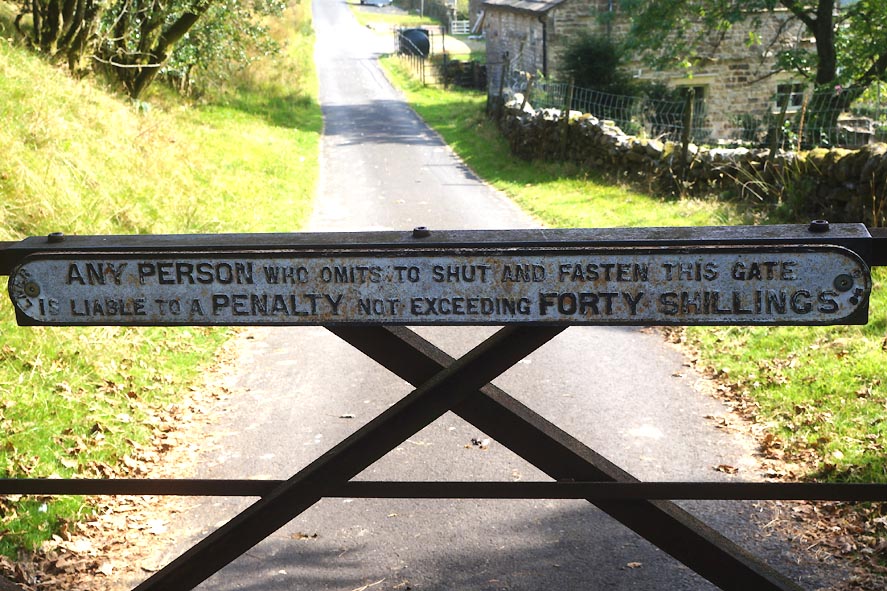 ANY PERSON WHO OMITS TO SHUT AND FASTEN THIS GATE
IS LIABLE TO A PENALTY NOT EXCEEDING FORTY SHILLINGS